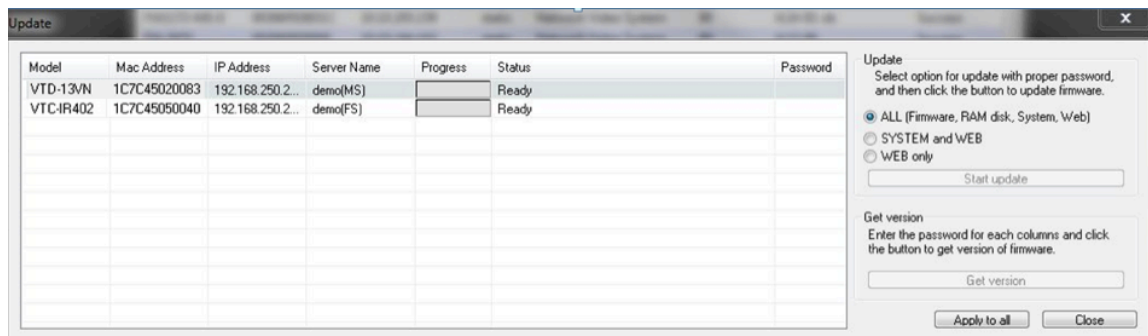 Update
X
Model Mac Address IP Address Server Name Progress Status Password
VTD-13VN 1C7C45020083 192.168.250.2... demo(MS) Ready
VTC-IR402 1C7C45050040 192.168.250.2... demo(FS) Ready
Update
Select option for update with proper password,
and then click the button to update firmware.
ALL (Firmware, RAM disk, System, Web)
SYSTEM and WEB
WEB only
Start update
Get version
Enter the password for each columns and click
the button to get version of firmware.
Get version
Apply to all Close